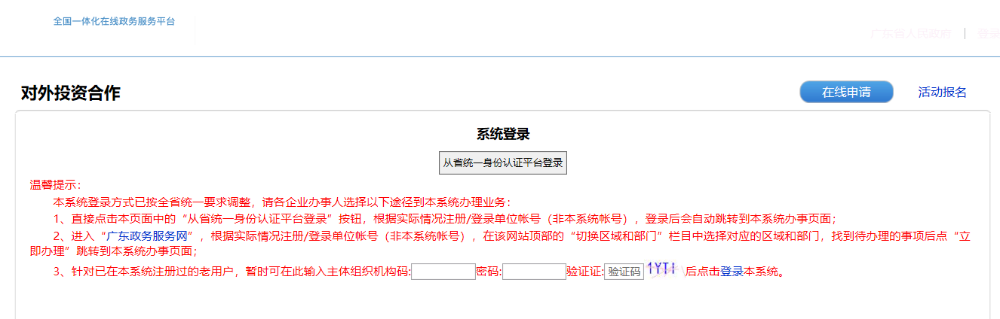 全国一体化在线政务服务平台
广东省人民政府 | 登录
对外投资合作 在线申请 活动报名
系统登录
从省统一身份认证平台登录
温馨提示：
本系统登录方式已按全省统一要求调整，请各企业办事人选择以下途径到本系统办理业务：
1、直接点击本页面中的“从省统一身份认证平台登录”按钮，根据实际情况注册/登录单位帐号（非本系统帐号），登录后会自动跳转到本系统办事页面；
2、进入“广东政务服务网”，根据实际情况注册/登录单位帐号（非本系统帐号），在该网站顶部的“切换区域和部门”栏目中选择对应的区域和部门，找到待办理的事项后点“立
即办理”跳转到本系统办事页面；
3、针对已在本系统注册过的老用户，暂时可在此输入主体组织机构码: 密码: 验证证: 验证码 1YTI 后点击登录本系统。